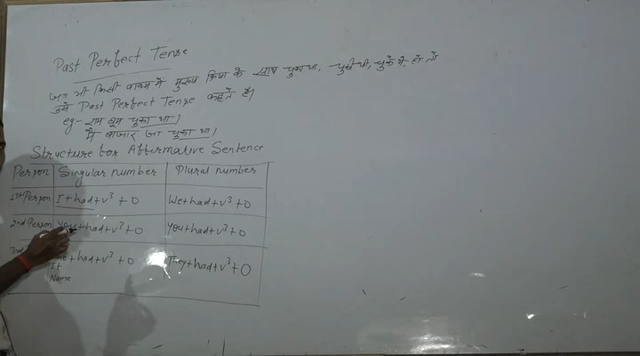 Past Perfect Tense
जब भी किसी वाक्य में मुख्य क्रिया के साथ चुका था, चुकी थी, चुके थे, हो तो
उसे Past Perfect Tense कहते है।
eg- राम घूम चुका था।
मैं बाजार जा चुका था।
Structure for Affirmative Sentence
Person Singular number Plural number
1st Person I+had+v³+O We+had+v³+O
2nd Person You+had+v³+O You+had+v³+O
+had+v³+O They+had+v³+O
It
Name